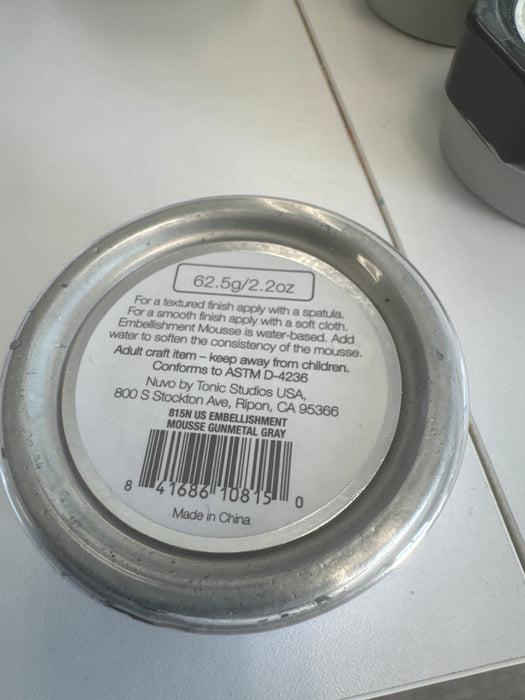 62.5g/2.2oz
For a textured finish apply with a spatula.
For a smooth finish apply with a soft cloth.
Embellishment Mousse is water-based. Add
water to soften the consistency of the mousse.
Adult craft item – keep away from children.
Conforms to ASTM D-4236
Nuvo by Tonic Studios USA,
800 S Stockton Ave, Ripon, CA 95366
815N US EMBELLISHMENT
MOUSSE GUNMETAL GRAY
8 41686 10815 0
Made in China